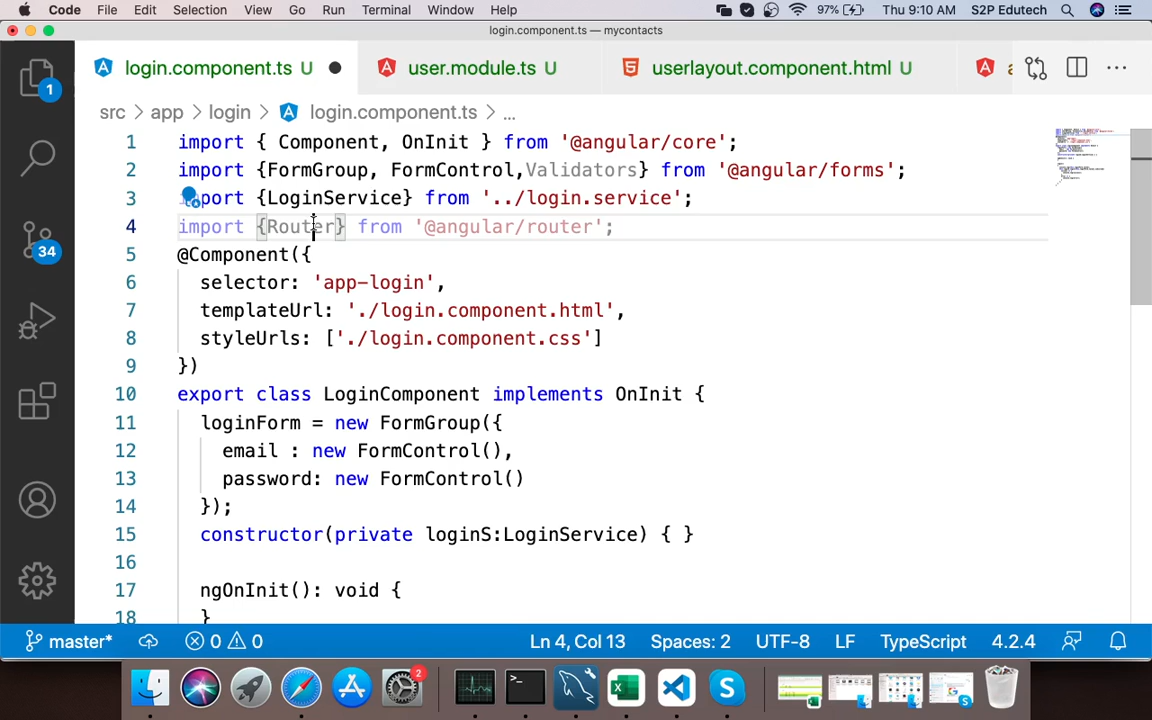 Code File Edit Selection View Go Run Terminal Window Help 97% Thu 9:10 AM S2P Edutech
login.component.ts — mycontacts
1 login.component.ts U user.module.ts U userlayout.component.html U
src > app > login > login.component.ts > ...
1 import { Component, OnInit } from '@angular/core';
2 import {FormGroup, FormControl,Validators} from '@angular/forms';
3 import {LoginService} from '../login.service';
4 import {Router} from '@angular/router';
5 @Component({
6 selector: 'app-login',
7 templateUrl: './login.component.html',
8 styleUrls: ['./login.component.css']
9 })
10 export class LoginComponent implements OnInit {
11 loginForm = new FormGroup({
12 email : new FormControl(),
13 password: new FormControl()
14 });
15 constructor(private loginS:LoginService) { }
16
17 ngOnInit(): void {
18 }
34
master* 0 0 Ln 4, Col 13 Spaces: 2 UTF-8 LF TypeScript 4.2.4
2